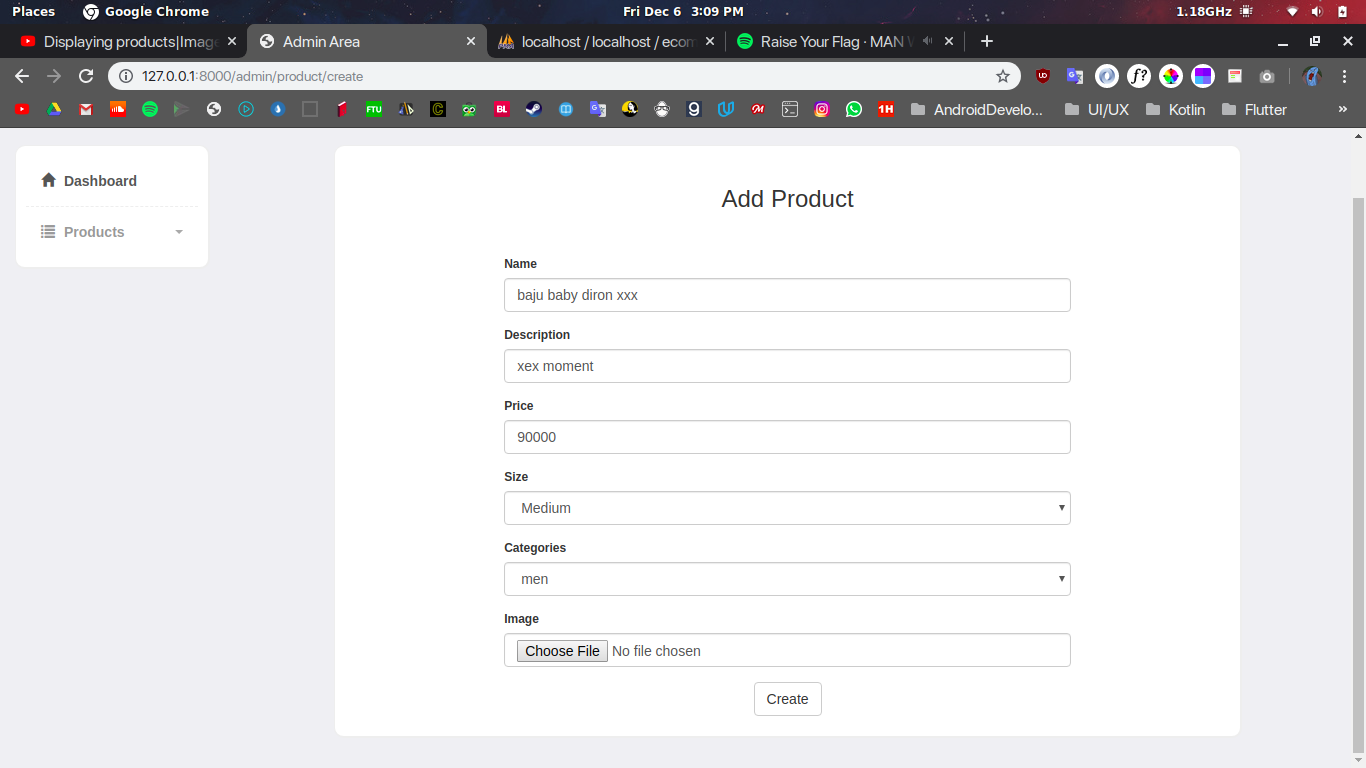 Places Google Chrome Fri Dec 6 3:09 PM 1.18GHz
Displaying products|Image Admin Area localhost / localhost / ecom Raise Your Flag · MAN W
127.0.0.1:8000/admin/product/create
f?
FTU C BL g M 1H AndroidDevelo... UI/UX Kotlin Flutter »
Dashboard
Products
Add Product
Name
baju baby diron xxx
Description
xex moment
Price
90000
Size
Medium
Categories
men
Image
Choose File No file chosen
Create